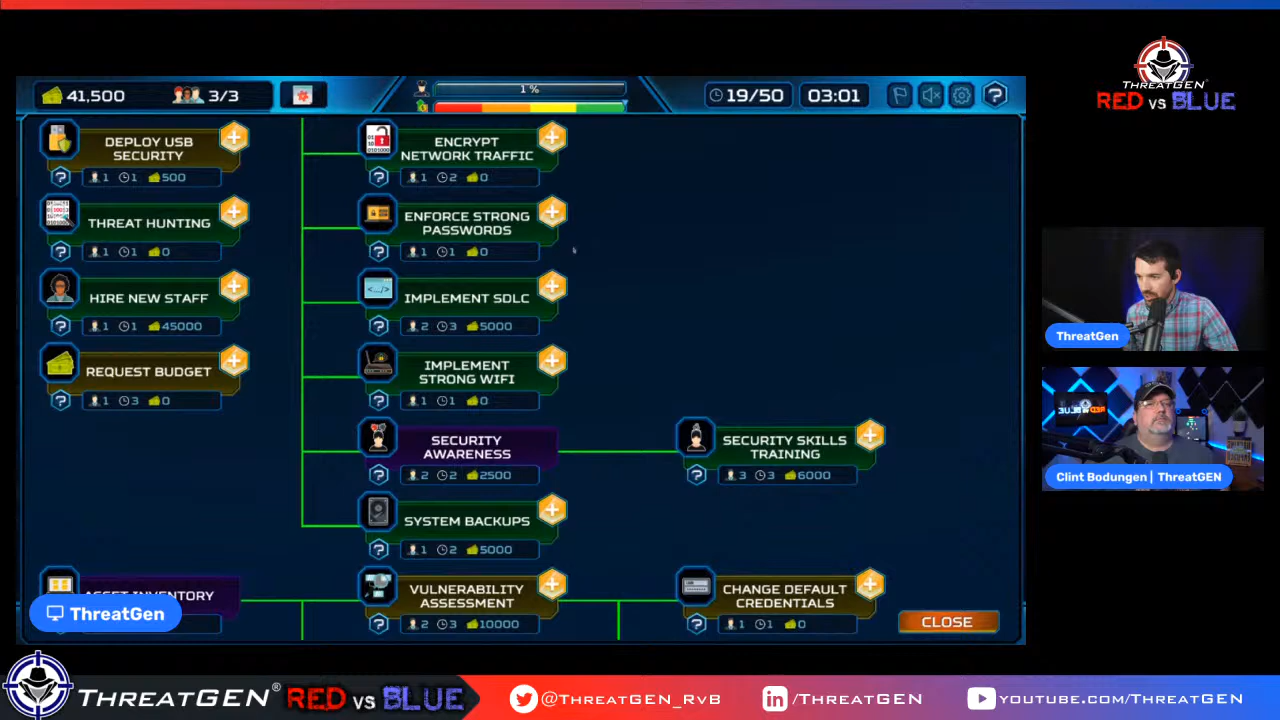 THREATGEN
RED vs BLUE
41,500
3/3
1 %
19/50
03:01
DEPLOY USB
SECURITY
1 1 500
ENCRYPT
NETWORK TRAFFIC
1 2 0
THREAT HUNTING
1 1 0
ENFORCE STRONG
PASSWORDS
1 1 0
HIRE NEW STAFF
1 1 45000
IMPLEMENT SDLC
2 3 5000
REQUEST BUDGET
1 3 0
IMPLEMENT
STRONG WIFI
1 1 0
SECURITY
AWARENESS
2 2 2500
SECURITY SKILLS
TRAINING
3 3 6000
SYSTEM BACKUPS
1 2 5000
ASSET INVENTORY
VULNERABILITY
ASSESSMENT
2 3 10000
CHANGE DEFAULT
CREDENTIALS
1 1 0
CLOSE
ThreatGen
ThreatGen
Clint Bodungen | ThreatGEN
THREATGEN® RED vs BLUE
@THREATGEN_RVB
/THREATGEN
YOUTUBE.COM/THREATGEN